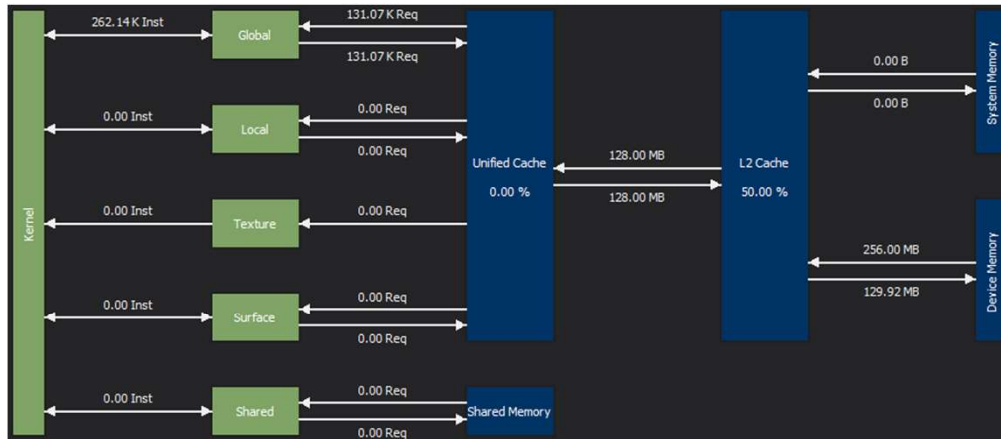 262.14 K Inst
Global
131.07 K Req
131.07 K Req
0.00 Inst
Local
0.00 Req
0.00 Req
0.00 Inst
Texture
0.00 Req
0.00 Inst
Surface
0.00 Req
0.00 Req
0.00 Inst
Shared
0.00 Req
0.00 Req
Kernel
Unified Cache
0.00 %
Shared Memory
128.00 MB
128.00 MB
L2 Cache
50.00 %
0.00 B
0.00 B
System Memory
256.00 MB
129.92 MB
Device Memory